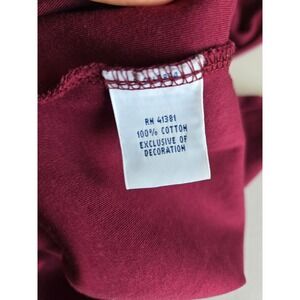 RN 41381
100% COTTON
EXCLUSIVE OF
DECORATION